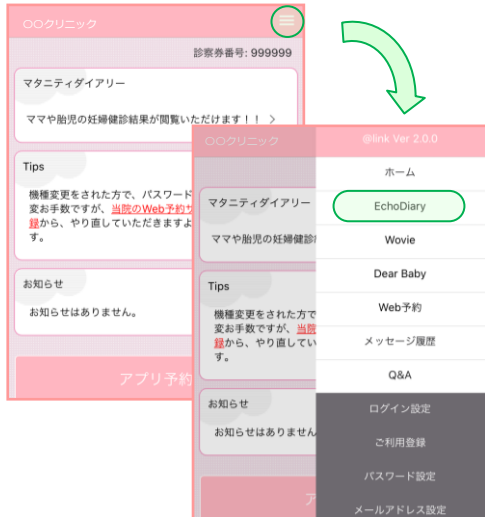 〇〇クリニック
診察券番号: 999999
マタニティダイアリー
ママや胎児の妊婦健診結果が閲覧いただけます！！
Tips
機種変更をされた方で、パスワード
変お手数ですが、当院のWeb予約サ
録から、やり直していただきますよ
す。
お知らせ
お知らせはありません。
アプリ予約
〇〇クリニック
マタニティダイアリー
ママや胎児の妊婦健診
Tips
機種変更をされた方で
変お手数ですが、当院
録から、やり直してい
す。
お知らせ
お知らせはありません
ア
@link Ver 2.0.0
ホーム
EchoDiary
Wovie
Dear Baby
Web予約
メッセージ履歴
Q&A
ログイン設定
ご利用登録
パスワード設定
メールアドレス設定